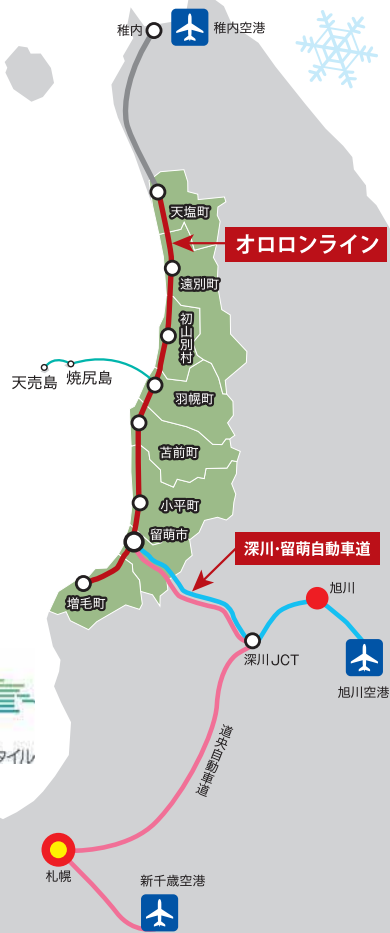 稚内
稚内空港
天塩町
オロロンライン
遠別町
初山別村
天売島
焼尻島
羽幌町
苫前町
小平町
留萌市
深川・留萌自動車道
増毛町
旭川
深川JCT
旭川空港
タイル
道央自動車道
札幌
新千歳空港